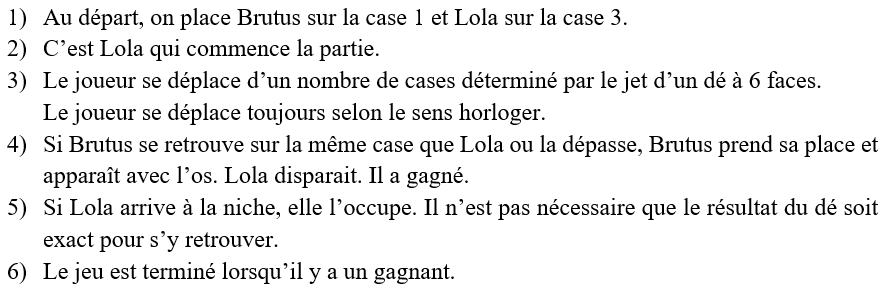 1) Au départ, on place Brutus sur la case 1 et Lola sur la case 3.
2) C’est Lola qui commence la partie.
3) Le joueur se déplace d’un nombre de cases déterminé par le jet d’un dé à 6 faces.
Le joueur se déplace toujours selon le sens horloger.
4) Si Brutus se retrouve sur la même case que Lola ou la dépasse, Brutus prend sa place et
apparaît avec l’os. Lola disparait. Il a gagné.
5) Si Lola arrive à la niche, elle l’occupe. Il n’est pas nécessaire que le résultat du dé soit
exact pour s’y retrouver.
6) Le jeu est terminé lorsqu’il y a un gagnant.